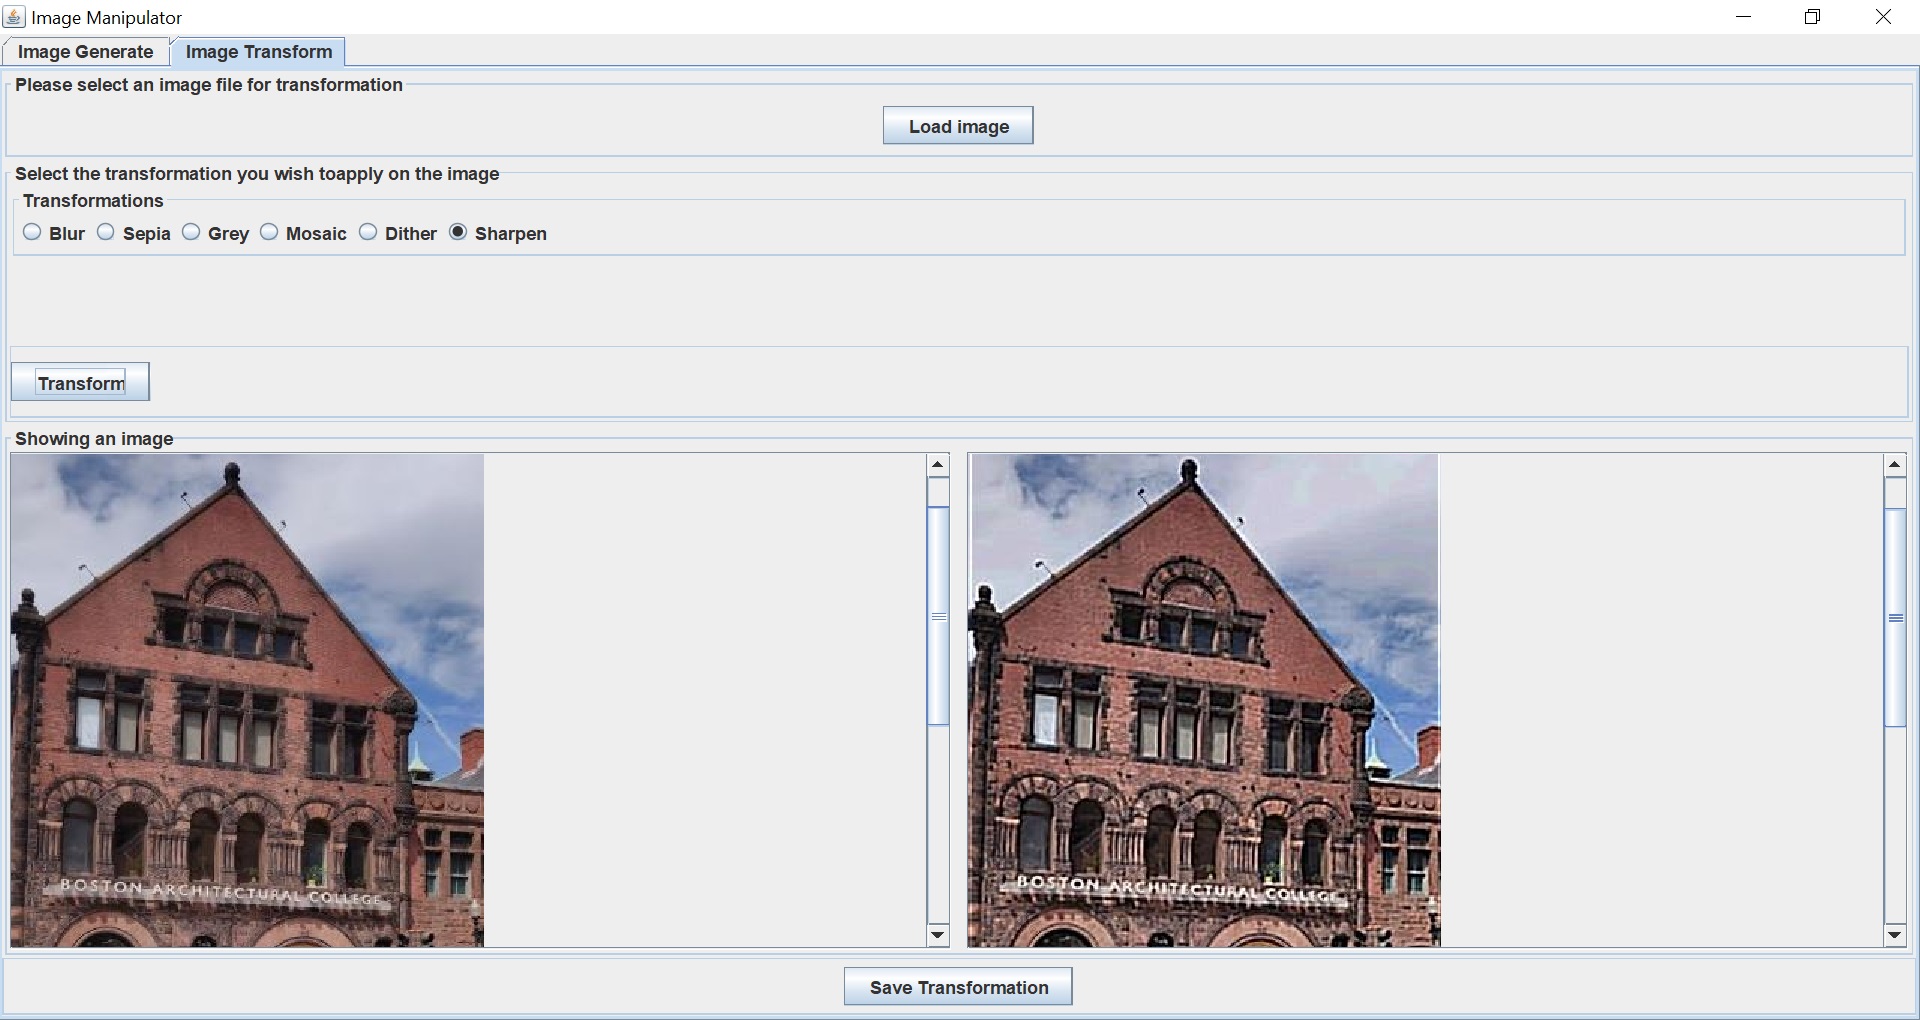 Image Manipulator
Image Generate Image Transform
Please select an image file for transformation
Load image
Select the transformation you wish toapply on the image
Transformations
Blur Sepia Grey Mosaic Dither Sharpen
Transform
Showing an image
BOSTON ARCHITECTURAL COLLEGE
BOSTON ARCHITECTURAL COLLEGE
Save Transformation